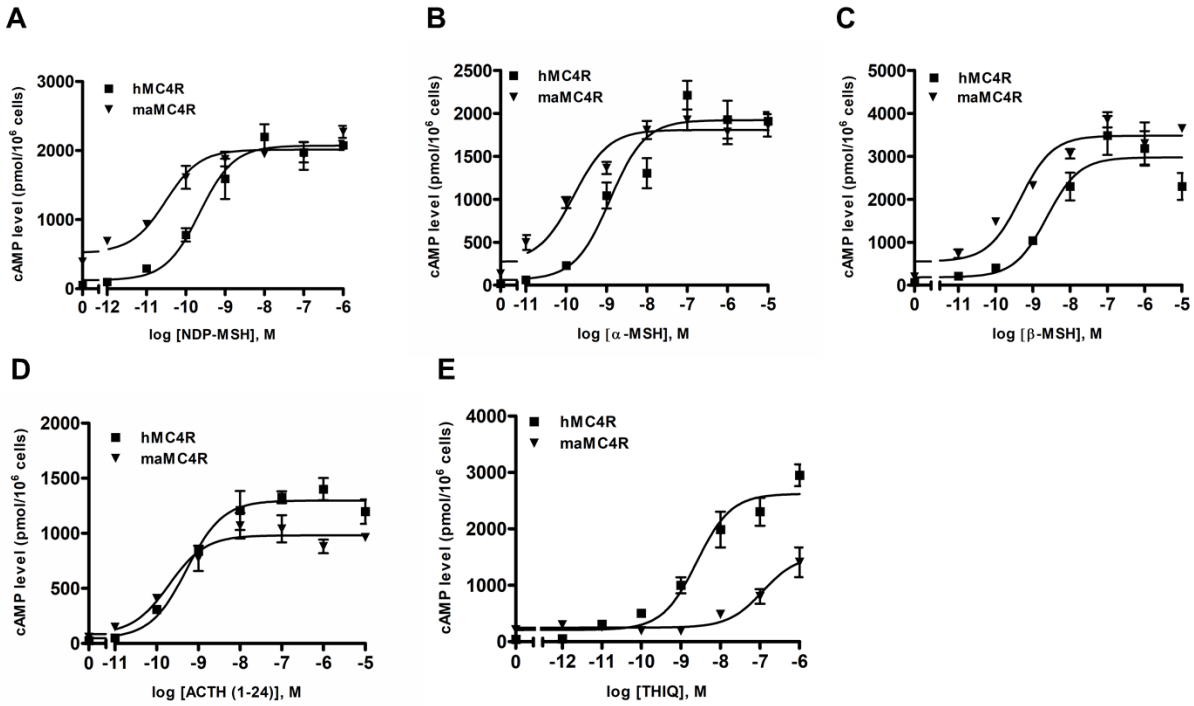 A
cAMP level (pmol/10⁶ cells)
3000
2000
1000
0
hMC4R
maMC4R
0 -12 -11 -10 -9 -8 -7 -6
log [NDP-MSH], M
B
cAMP level (pmol/10⁶ cells)
2500
2000
1500
1000
500
0
hMC4R
maMC4R
0 -11 -10 -9 -8 -7 -6 -5
log [α-MSH], M
C
cAMP level (pmol/10⁶ cells)
5000
4000
3000
2000
1000
0
hMC4R
maMC4R
0 -11 -10 -9 -8 -7 -6 -5
log [β-MSH], M
D
cAMP level (pmol/10⁶ cells)
2000
1500
1000
500
0
hMC4R
maMC4R
0 -11 -10 -9 -8 -7 -6 -5
log [ACTH (1-24)], M
E
cAMP level (pmol/10⁶ cells)
4000
3000
2000
1000
0
hMC4R
maMC4R
0 -12 -11 -10 -9 -8 -7 -6
log [THIQ], M